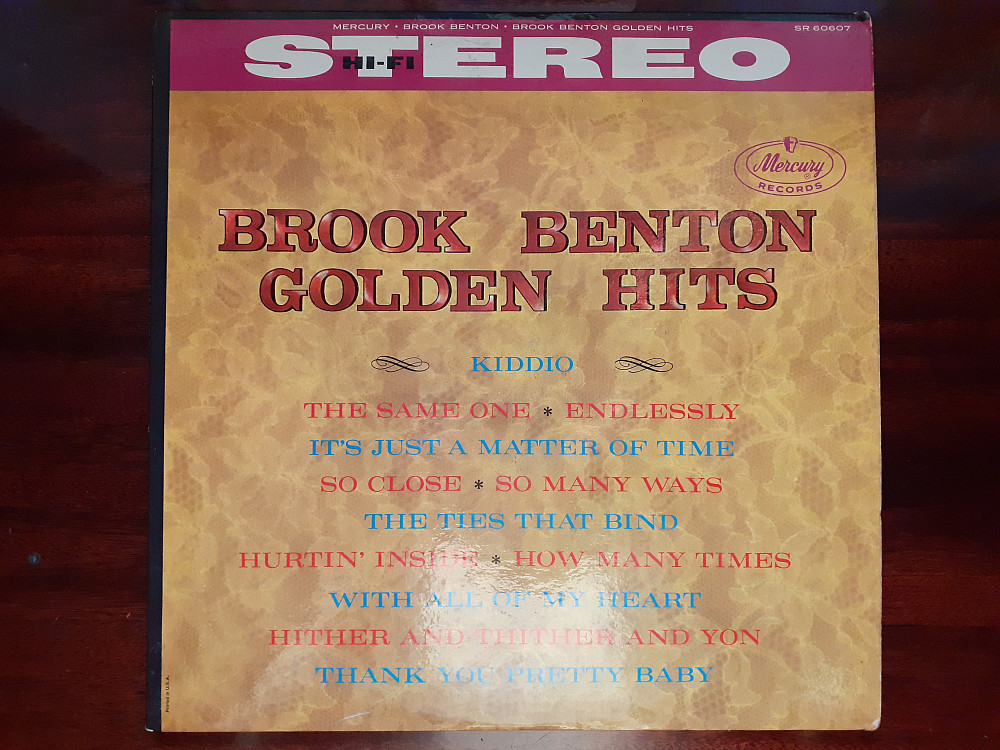 MERCURY • BROOK BENTON • BROOK BENTON GOLDEN HITS SR 60607
STEREO
HI-FI
Mercury
RECORDS
BROOK BENTON
GOLDEN HITS
KIDDIO
THE SAME ONE * ENDLESSLY
IT'S JUST A MATTER OF TIME
SO CLOSE * SO MANY WAYS
THE TIES THAT BIND
HURTIN' INSIDE * HOW MANY TIMES
WITH ALL OF MY HEART
HITHER AND THITHER AND YON
THANK YOU PRETTY BABY
Printed in U.S.A.